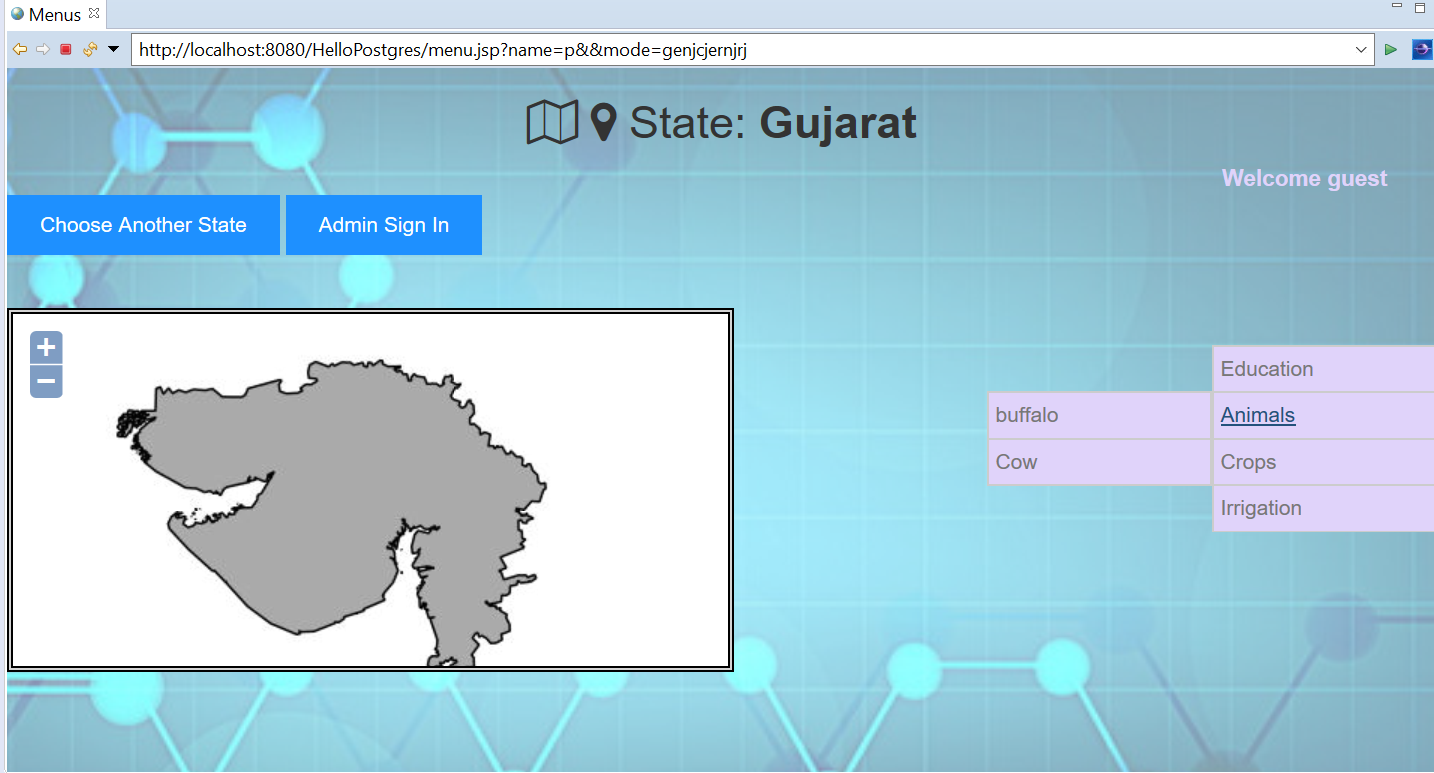 Menus
http://localhost:8080/HelloPostgres/menu.jsp?name=p&&mode=genjcjernjrj
State: Gujarat
Welcome guest
Choose Another State
Admin Sign In
+
−
Education
buffalo
Animals
Cow
Crops
Irrigation